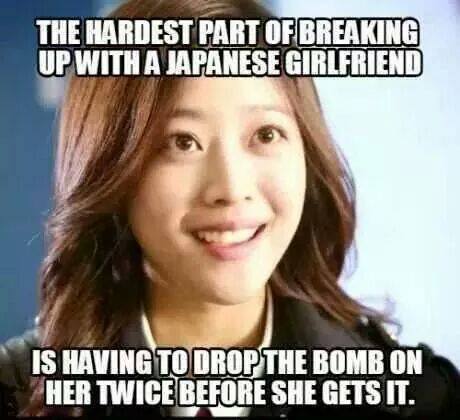 THE HARDEST PART OF BREAKING
UP WITH A JAPANESE GIRLFRIEND
IS HAVING TO DROP THE BOMB ON
HER TWICE BEFORE SHE GETS IT.